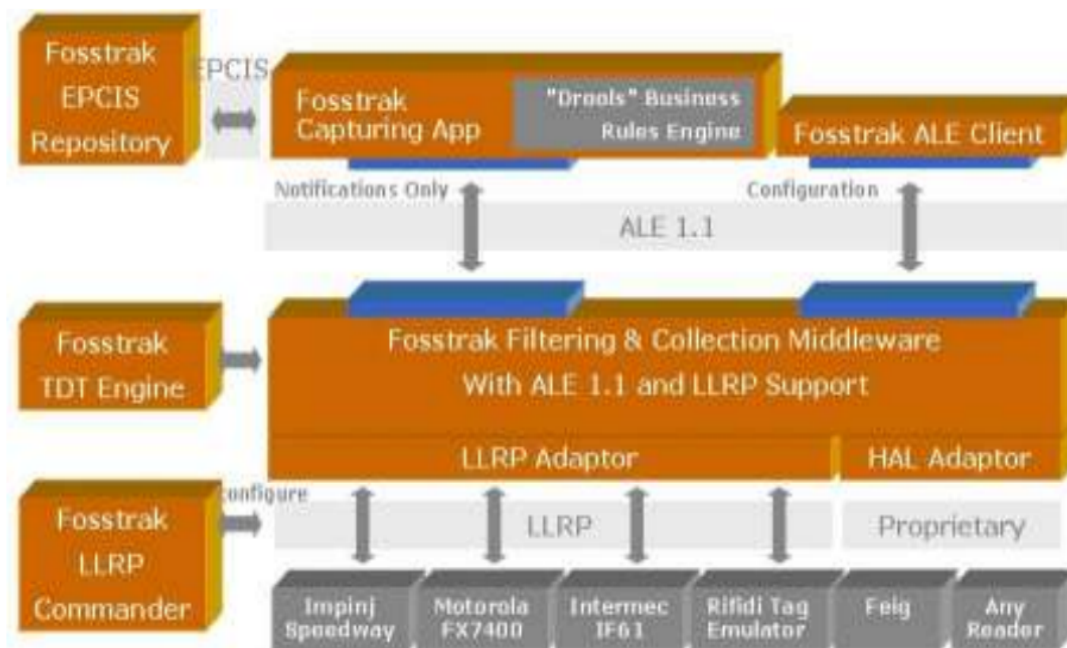 Fosstrak
EPCIS
Repository
EPCIS
Fosstrak
Capturing App
"Drools" Business
Rules Engine
Fosstrak ALE Client
Notifications Only
Configuration
ALE 1.1
Fosstrak
TDT Engine
Fosstrak Filtering & Collection Middleware
With ALE 1.1 and LLRP Support
LLRP Adaptor
HAL Adaptor
configure
Fosstrak
LLRP
Commander
LLRP
Proprietary
Impinj
Speedway
Motorola
FX7400
Intermec
IF61
Rifidi Tag
Emulator
Feig
Any
Reader